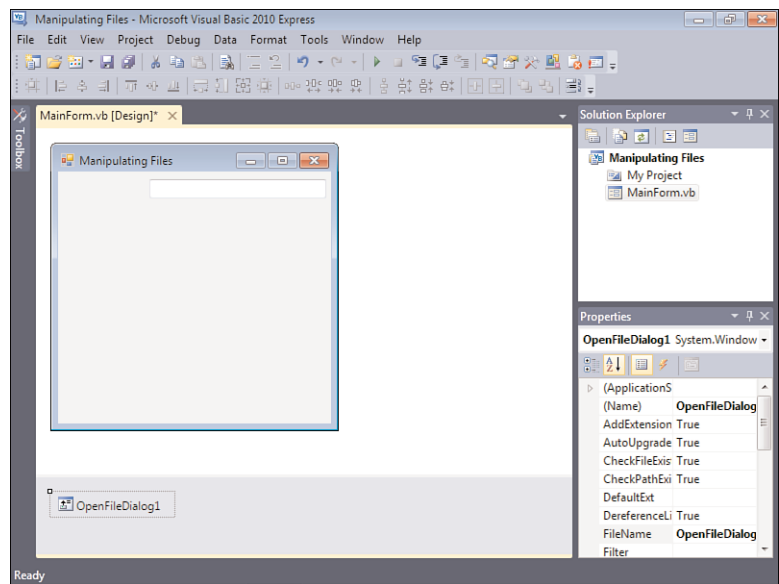 Manipulating Files - Microsoft Visual Basic 2010 Express
File Edit View Project Debug Data Format Tools Window Help
Toolbox
MainForm.vb [Design]*
Manipulating Files
OpenFileDialog1
Solution Explorer
Manipulating Files
My Project
MainForm.vb
Properties
OpenFileDialog1 System.Window
(ApplicationS
(Name) OpenFileDialog
AddExtension True
AutoUpgrade True
CheckFileExis True
CheckPathExi True
DefaultExt
DereferenceLi True
FileName OpenFileDialog
Filter
Ready